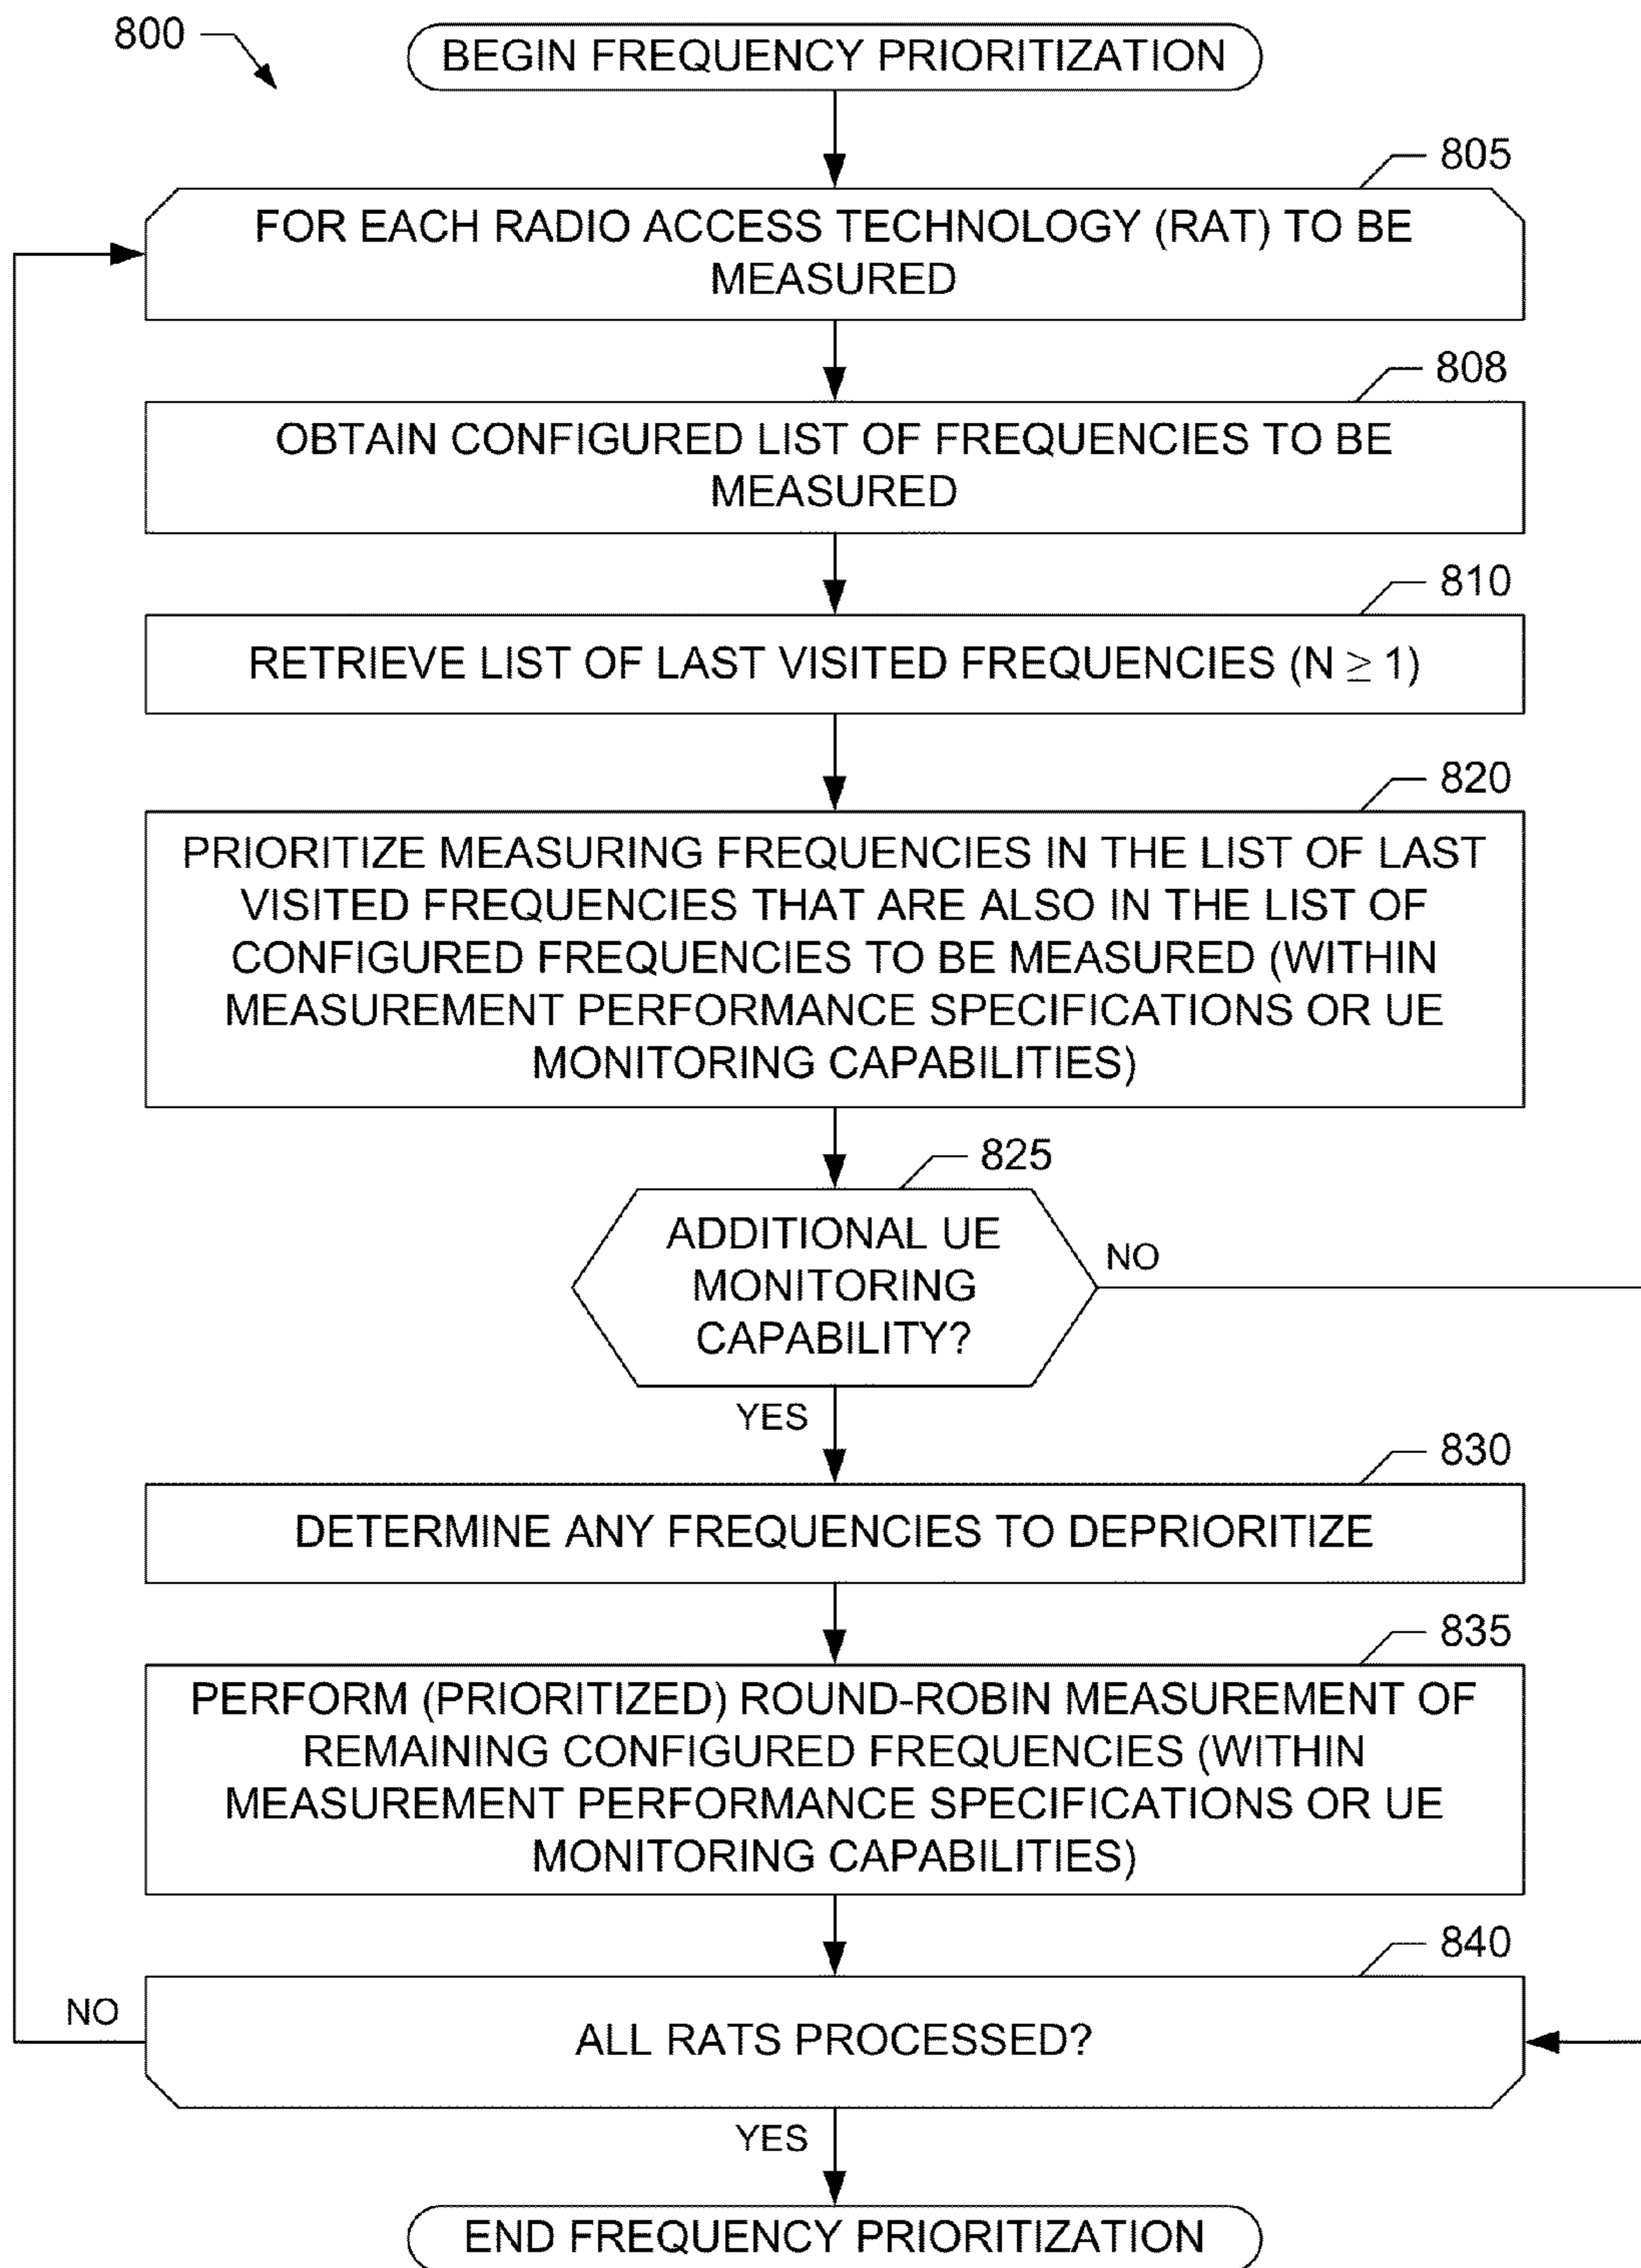 800
BEGIN FREQUENCY PRIORITIZATION
805
FOR EACH RADIO ACCESS TECHNOLOGY (RAT) TO BE
MEASURED
808
OBTAIN CONFIGURED LIST OF FREQUENCIES TO BE
MEASURED
810
RETRIEVE LIST OF LAST VISITED FREQUENCIES (N ≥ 1)
820
PRIORITIZE MEASURING FREQUENCIES IN THE LIST OF LAST
VISITED FREQUENCIES THAT ARE ALSO IN THE LIST OF
CONFIGURED FREQUENCIES TO BE MEASURED (WITHIN
MEASUREMENT PERFORMANCE SPECIFICATIONS OR UE
MONITORING CAPABILITIES)
825
ADDITIONAL UE
MONITORING
CAPABILITY?
NO
YES
830
DETERMINE ANY FREQUENCIES TO DEPRIORITIZE
835
PERFORM (PRIORITIZED) ROUND-ROBIN MEASUREMENT OF
REMAINING CONFIGURED FREQUENCIES (WITHIN
MEASUREMENT PERFORMANCE SPECIFICATIONS OR UE
MONITORING CAPABILITIES)
840
NO
ALL RATS PROCESSED?
YES
END FREQUENCY PRIORITIZATION